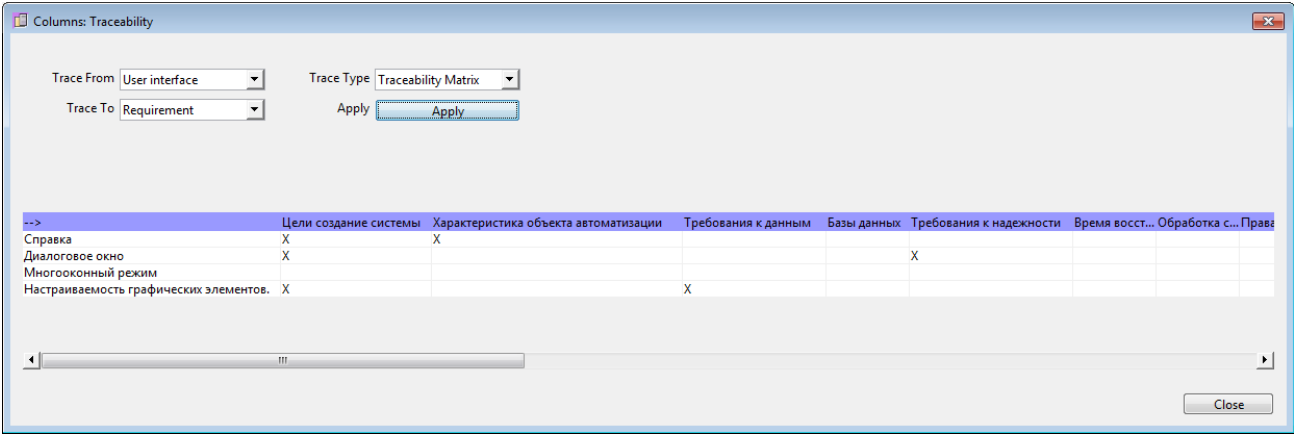 Columns: Traceability
Trace From User interface Trace Type Traceability Matrix
Trace To Requirement Apply Apply
--> Цели создание системы Характеристика объекта автоматизации Требования к данным Базы данных Требования к надежности Время восст... Обработка с... Права
Справка X X
Диалоговое окно X X
Многооконный режим
Настраиваемость графических элементов. X X
Close